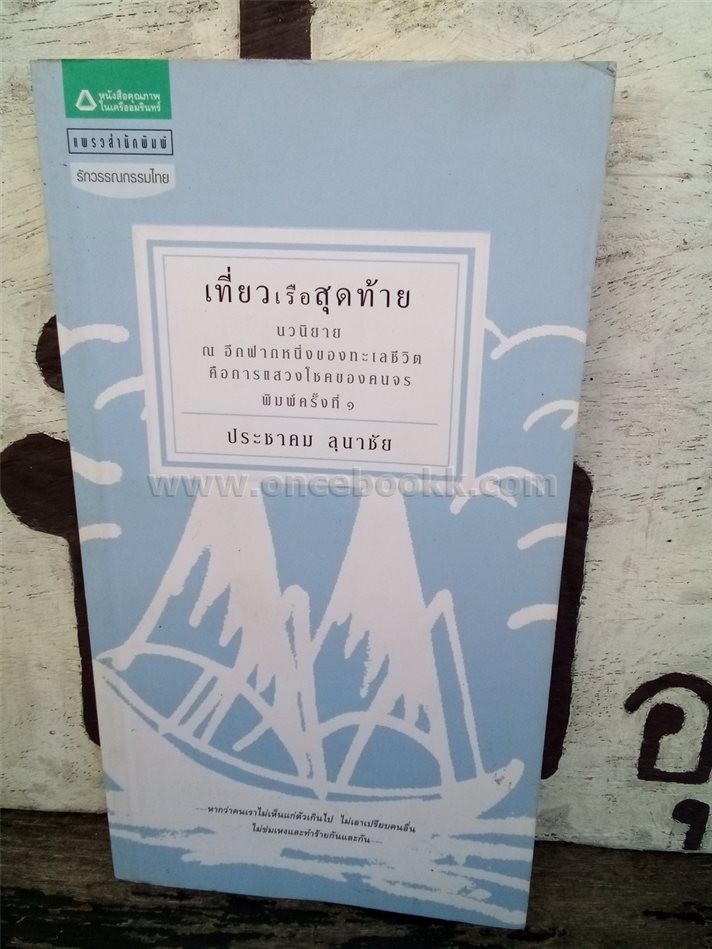 หนังสือคุณภาพ
ในเครืออมรินทร์
แพรวสำนักพิมพ์
รักวรรณกรรมไทย
เที่ยวเรือสุดท้าย
นวนิยาย
ณ อีกฟากหนึ่งของทะเลชีวิต
คือการแสวงโชคของคนจร
พิมพ์ครั้งที่ ๑
ประชาคม ลุนาชัย
www.oncebookk.com
อุ
หากว่าคนเราไม่เห็นแก่ตัวเกินไป ไม่เอาเปรียบคนอื่น
ไม่ข่มเหงและทำร้ายกันและกัน